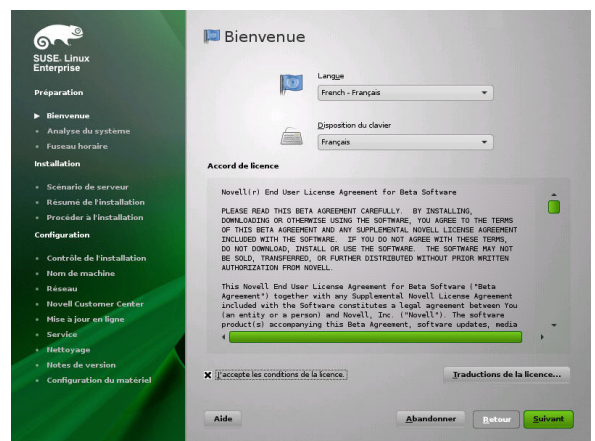 SUSE. Linux
Enterprise
Préparation
Bienvenue
Analyse du système
Fuseau horaire
Installation
Scénario de serveur
Résumé de l'installation
Procéder à l'installation
Configuration
Contrôle de l'installation
Nom de machine
Réseau
Novell Customer Center
Mise à jour en ligne
Service
Nettoyage
Notes de version
Configuration du matériel
Bienvenue
Langue
French - Français
Disposition du clavier
Français
Accord de licence
Novell(r) End User License Agreement for Beta Software
PLEASE READ THIS BETA AGREEMENT CAREFULLY. BY INSTALLING,
DOWNLOADING OR OTHERWISE USING THE SOFTWARE, YOU AGREE TO THE TERMS
OF THIS BETA AGREEMENT AND ANY SUPPLEMENTAL NOVELL LICENSE AGREEMENT
INCLUDED WITH THE SOFTWARE. IF YOU DO NOT AGREE WITH THESE TERMS,
DO NOT DOWNLOAD, INSTALL OR USE THE SOFTWARE. THE SOFTWARE MAY NOT
BE SOLD, TRANSFERRED, OR FURTHER DISTRIBUTED WITHOUT PRIOR WRITTEN
AUTHORIZATION FROM NOVELL.
This Novell End User License Agreement for Beta Software ("Beta
Agreement") together with any Supplemental Novell License Agreement
included with the Software constitutes a legal agreement between You
(an entity or a person) and Novell, Inc. ("Novell"). The software
product(s) accompanying this Beta Agreement, software updates, media
J'accepte les conditions de la licence.
Traductions de la licence...
Aide
Abandonner
Retour
Suivant